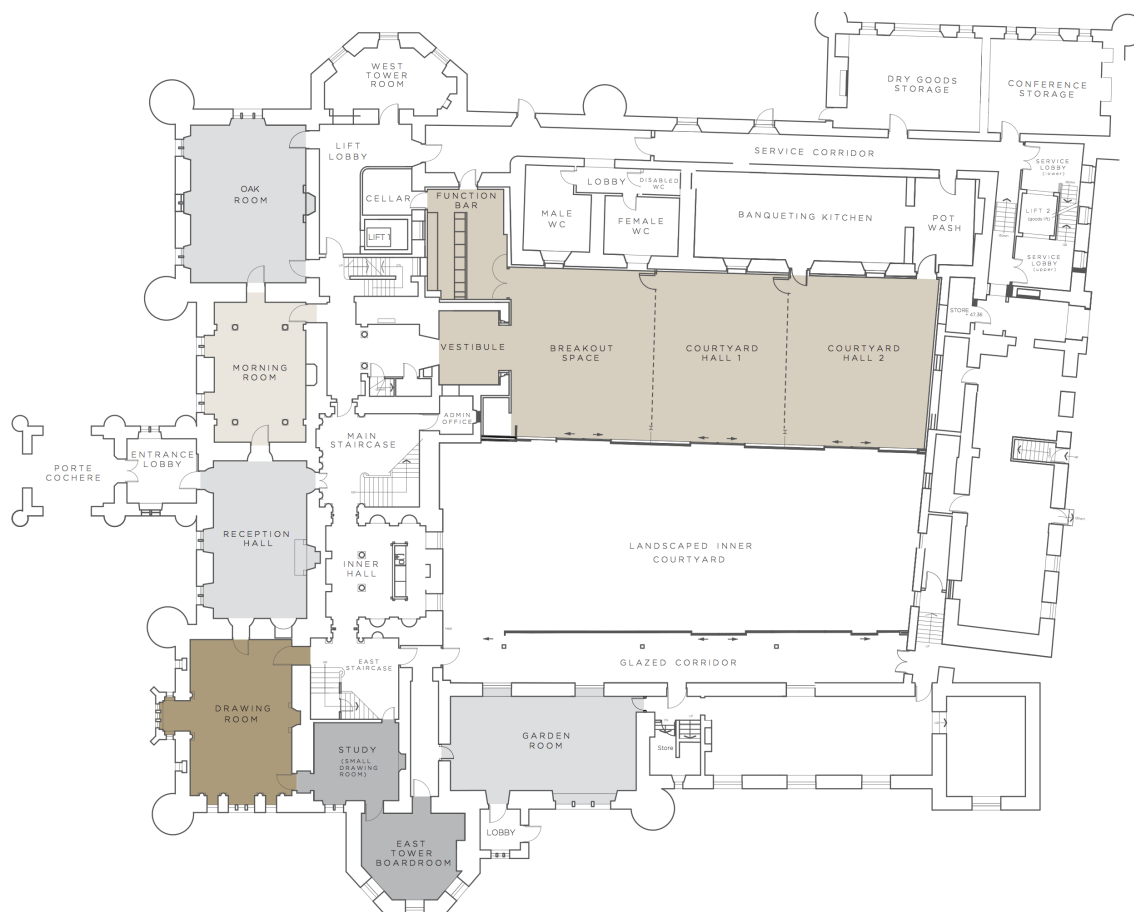 WEST
TOWER
ROOM
DRY GOODS
STORAGE
CONFERENCE
STORAGE
LIFT
LOBBY
SERVICE CORRIDOR
SERVICE
LOBBY
(lower)
OAK
ROOM
CELLAR
FUNCTION
BAR
LOBBY
DISABLED
WC
MALE
WC
FEMALE
WC
BANQUETING KITCHEN
POT
WASH
LIFT 2
(goods lift)
LIFT 1
SERVICE
LOBBY
(upper)
STORE
+ 47.36
VESTIBULE
BREAKOUT
SPACE
COURTYARD
HALL 1
COURTYARD
HALL 2
MORNING
ROOM
ADMIN
OFFICE
MAIN
STAIRCASE
PORTE
COCHERE
ENTRANCE
LOBBY
RECEPTION
HALL
INNER
HALL
LANDSCAPED INNER
COURTYARD
EAST
STAIRCASE
GLAZED CORRIDOR
DRAWING
ROOM
STUDY
(SMALL
DRAWING
ROOM)
GARDEN
ROOM
Store
LOBBY
EAST
TOWER
BOARDROOM